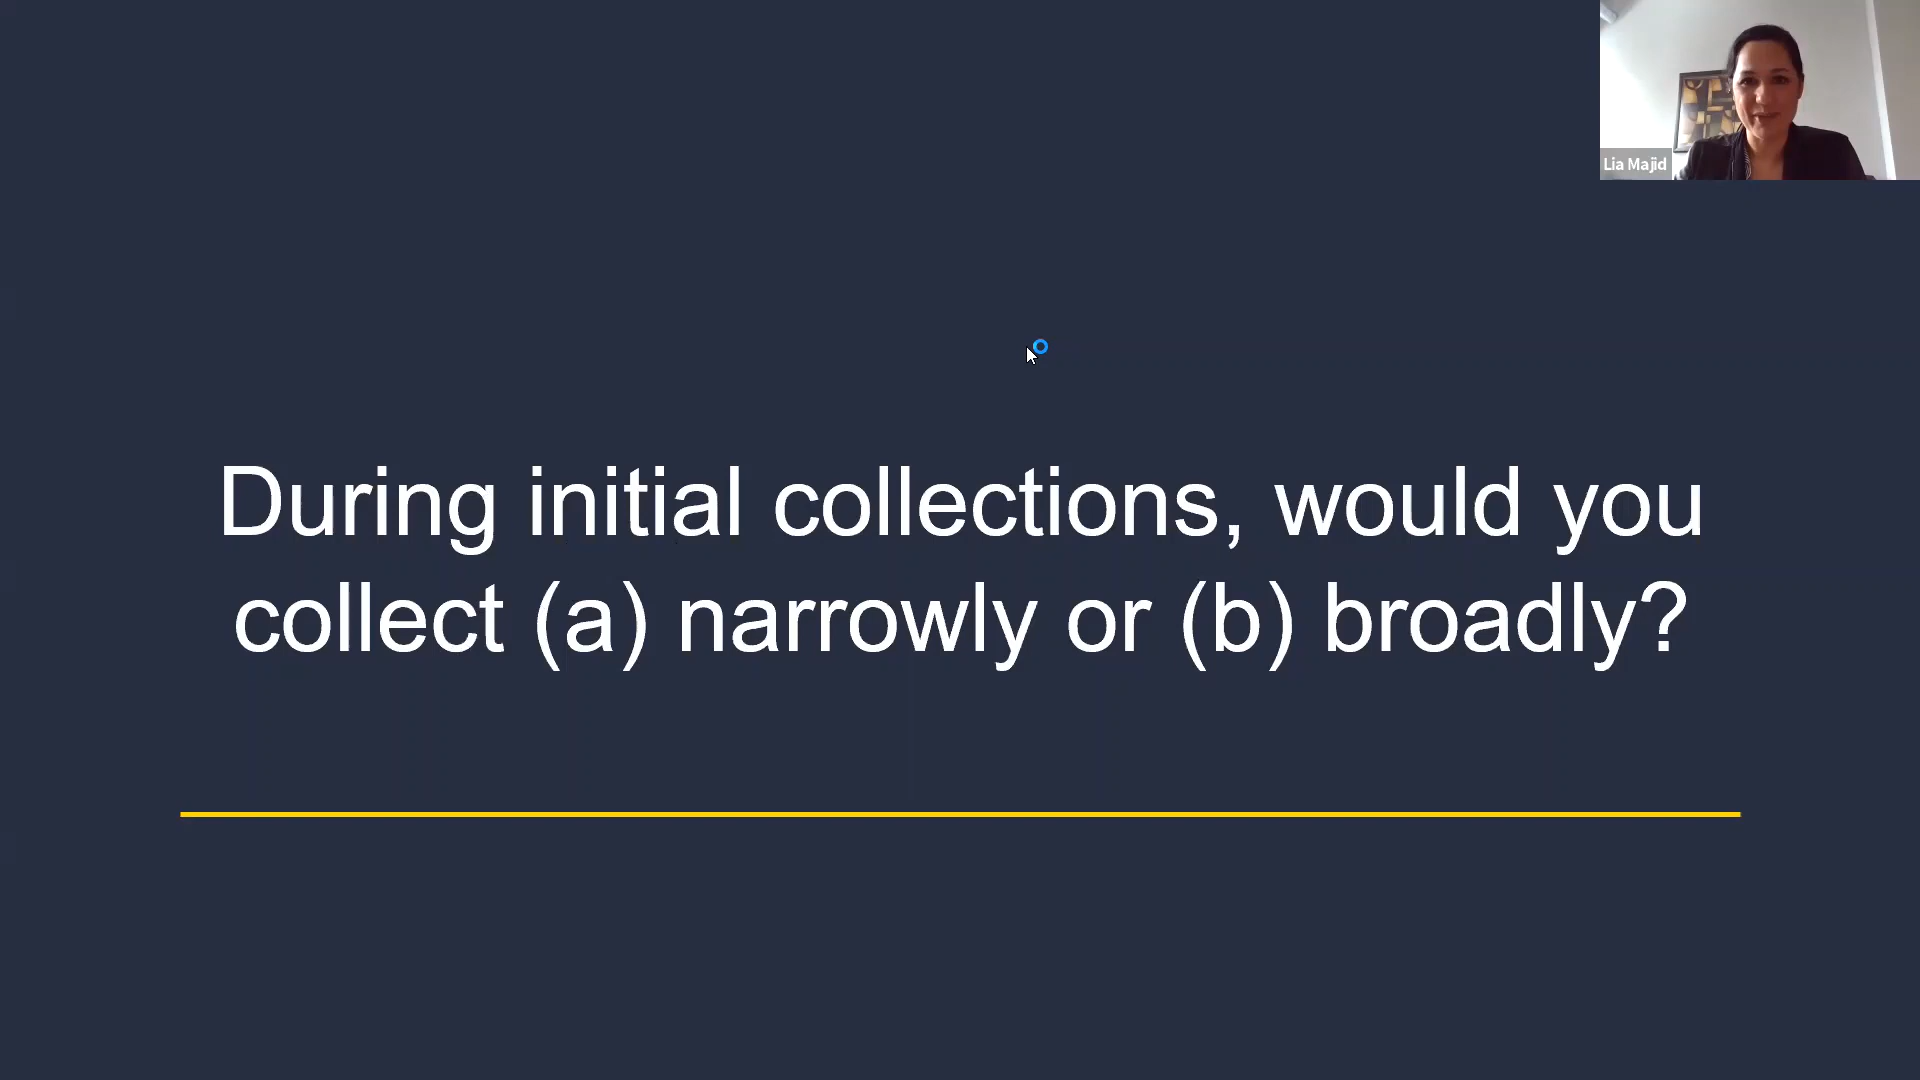 Lia Majid
During initial collections, would you
collect (a) narrowly or (b) broadly?